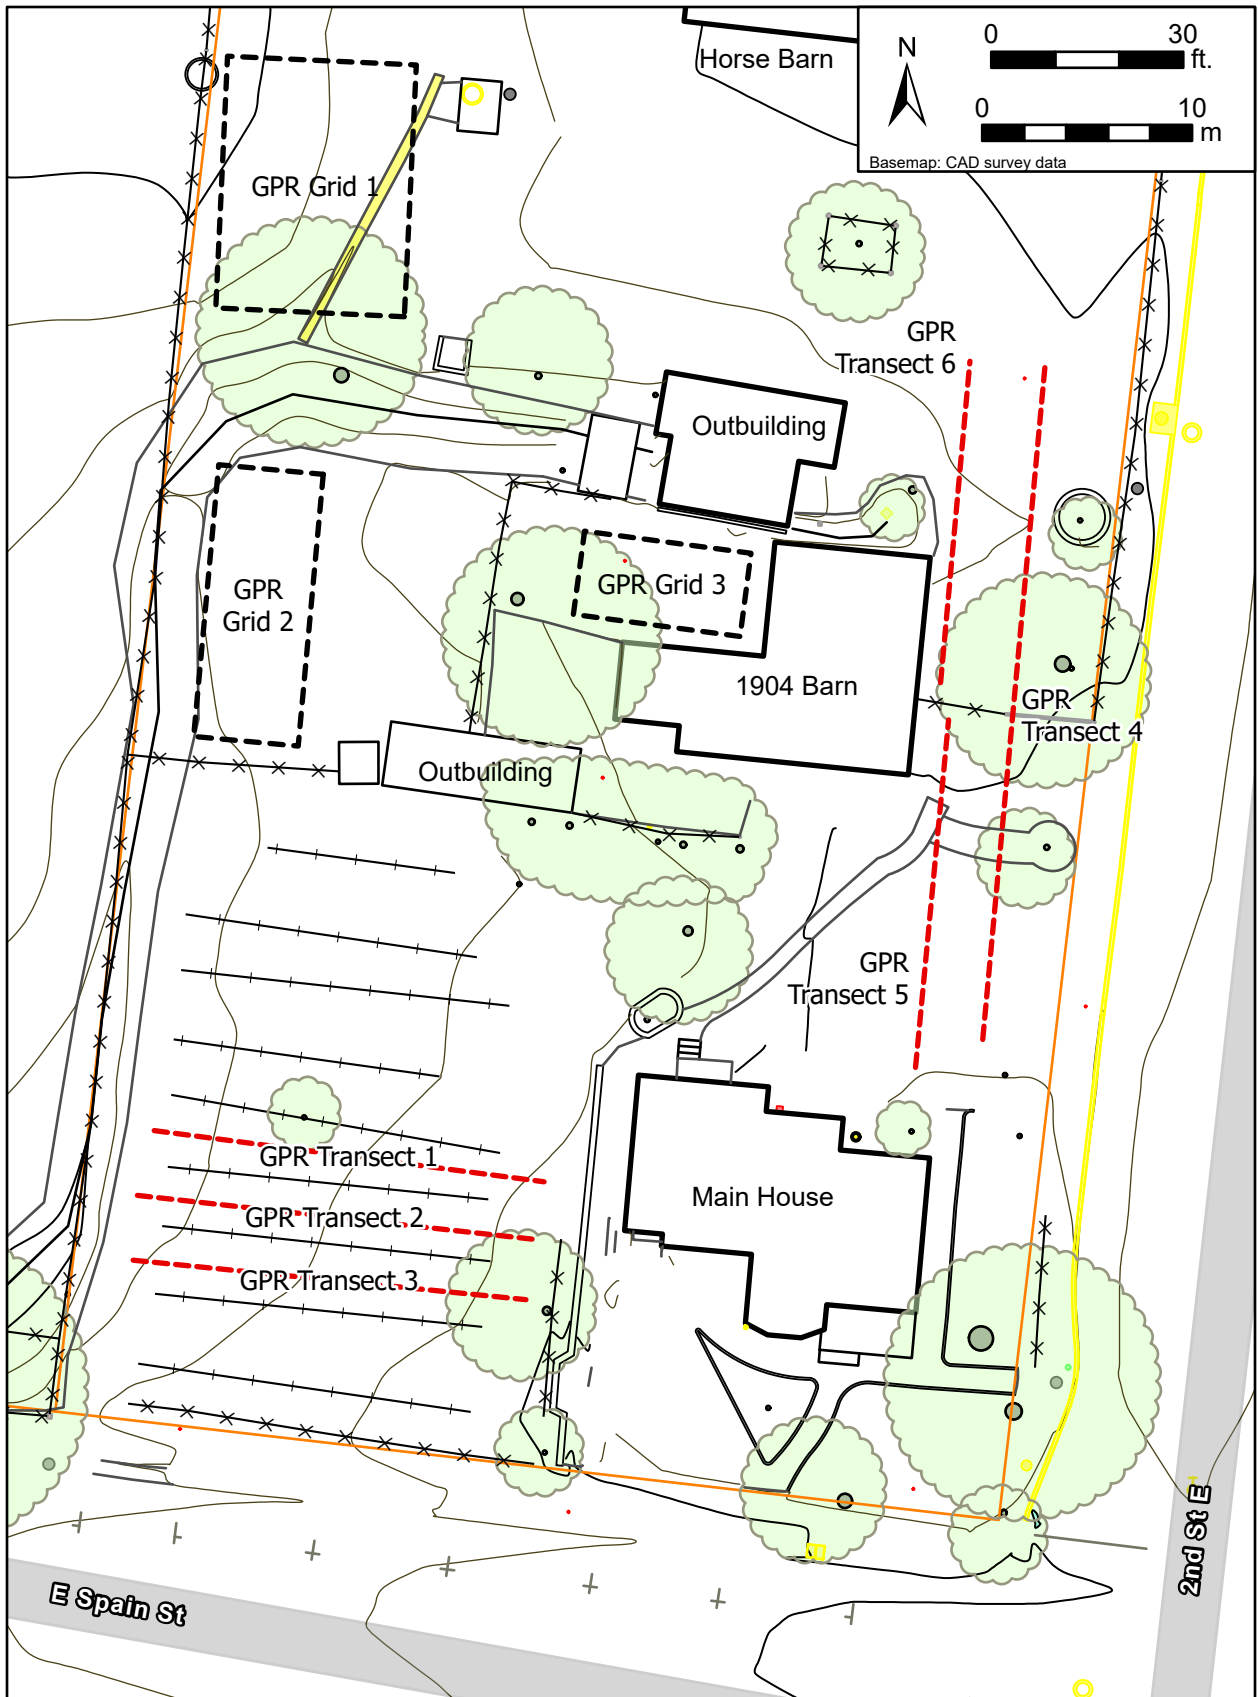 Horse Barn
N
0 30
ft.
0 10
m
Basemap: CAD survey data
GPR Grid 1
GPR
Transect 6
Outbuilding
GPR
Grid 2
GPR Grid 3
1904 Barn
GPR
Transect 4
Outbuilding
GPR
Transect 5
GPR Transect 1
GPR Transect 2
GPR Transect 3
Main House
E Spain St
2nd St E